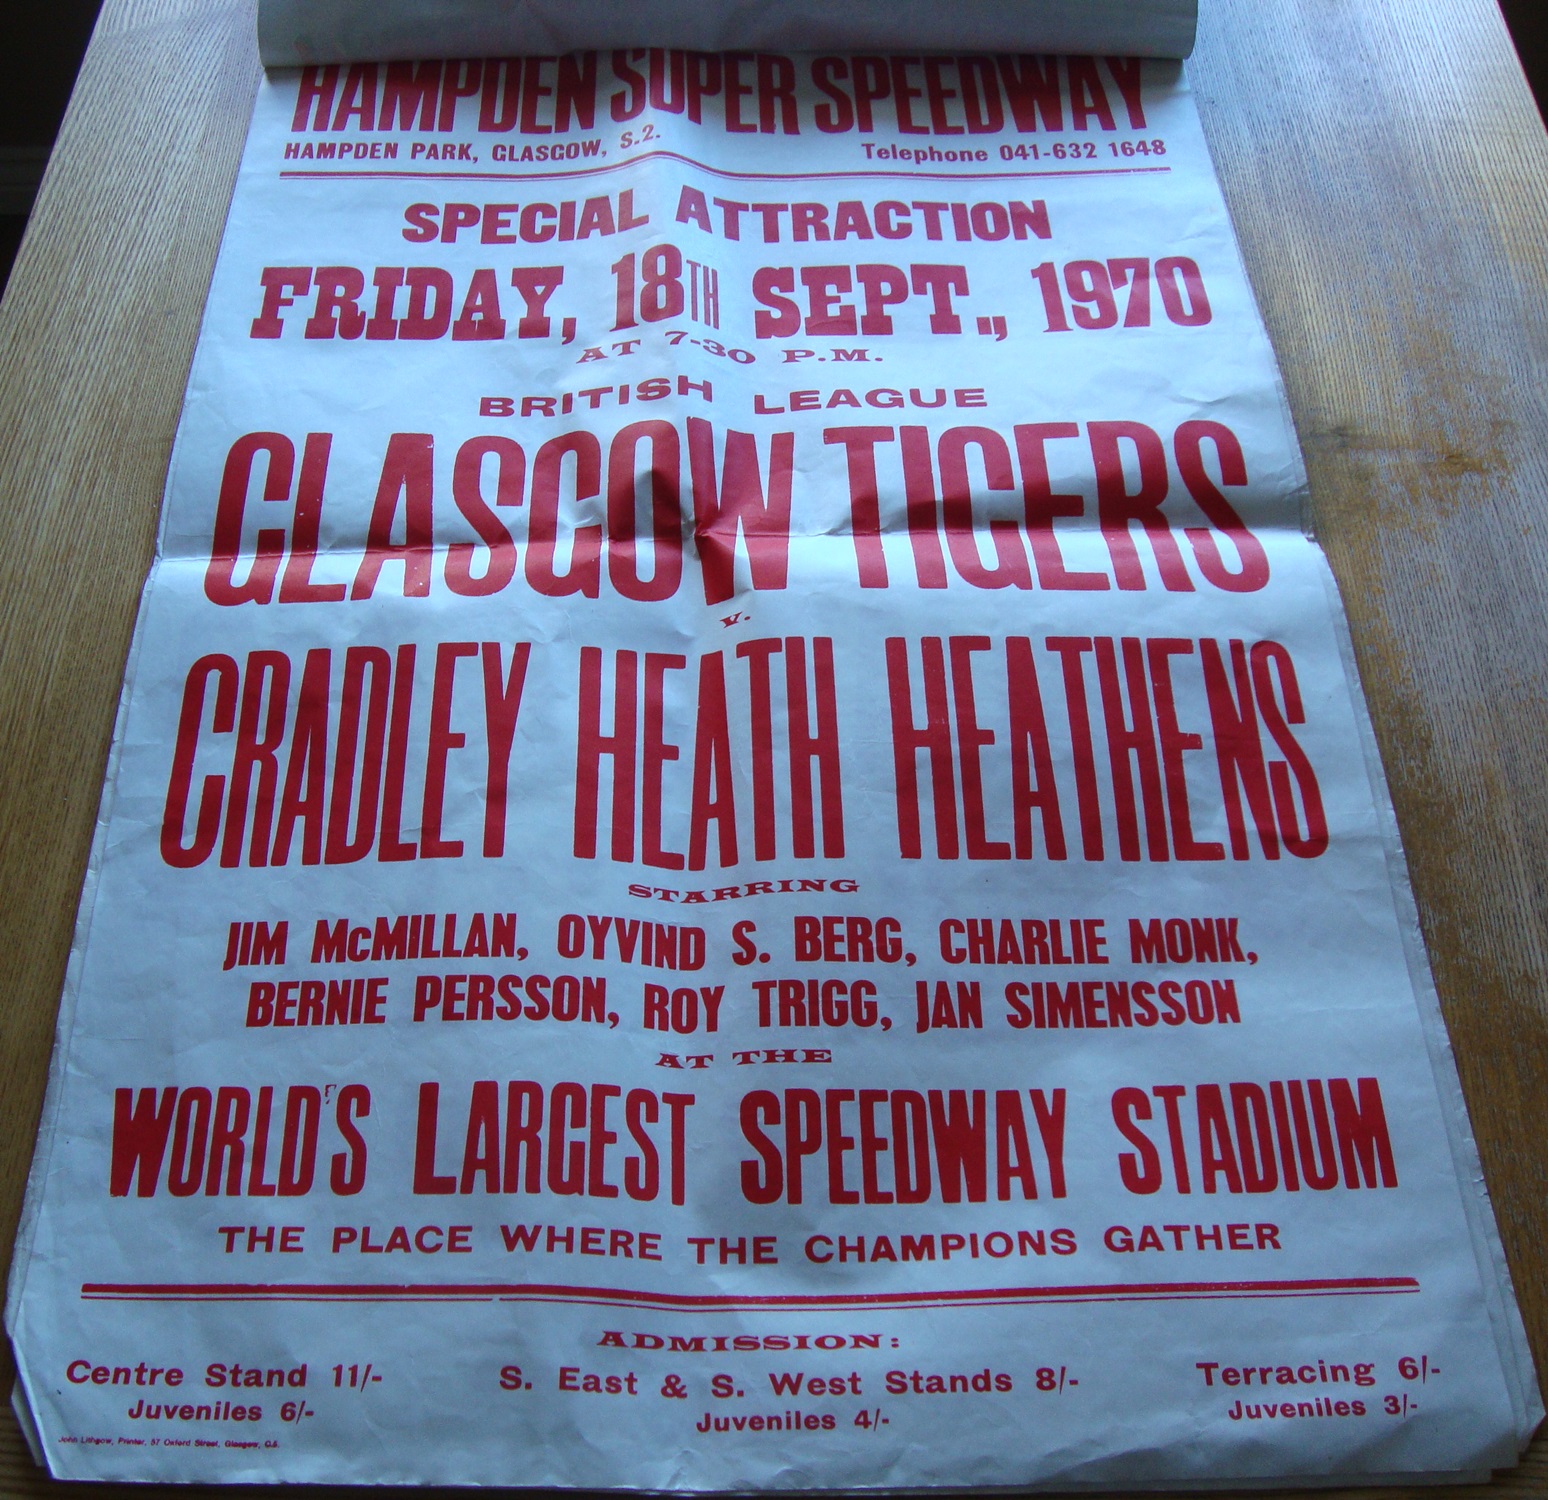 HAMPDEN SUPER SPEEDWAY
HAMPDEN PARK, GLASGOW, S.2. Telephone 041-632 1648
SPECIAL ATTRACTION
FRIDAY, 18TH SEPT., 1970
AT 7-30 P.M.
BRITISH LEAGUE
GLASGOW TIGERS
v.
CRADLEY HEATH HEATHENS
STARRING
JIM McMILLAN, OYVIND S. BERG, CHARLIE MONK,
BERNIE PERSSON, ROY TRIGG, JAN SIMENSSON
AT THE
WORLD'S LARGEST SPEEDWAY STADIUM
THE PLACE WHERE THE CHAMPIONS GATHER
ADMISSION:
Centre Stand 11/- S. East & S. West Stands 8/- Terracing 6/-
Juveniles 6/- Juveniles 4/- Juveniles 3/-
John Lithgow, Printer, 57 Oxford Street, Glasgow, C.5.